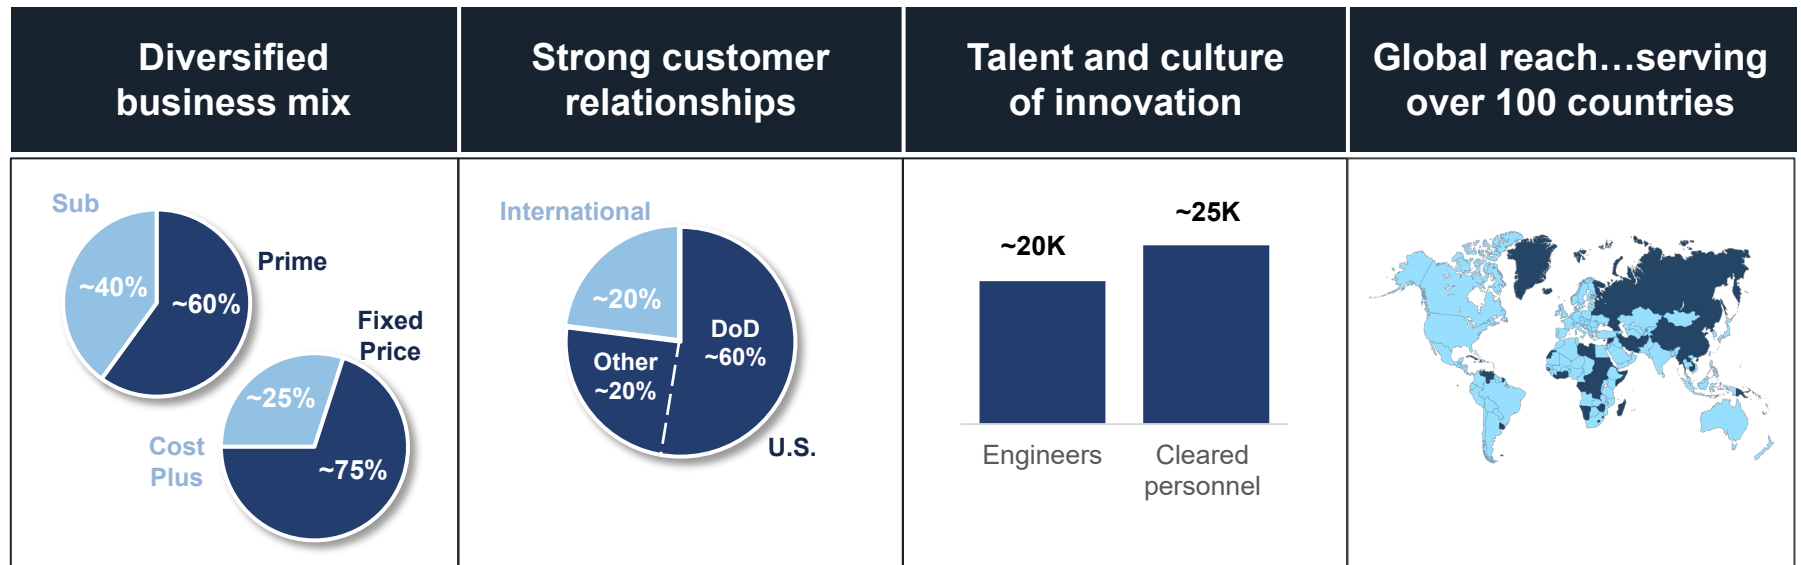 Diversified
business mix
Strong customer
relationships
Talent and culture
of innovation
Global reach…serving
over 100 countries
Sub
~40%
~60%
Prime
Fixed
Price
~25%
Cost
Plus
~75%
International
~20%
DoD
~60%
Other
~20%
U.S.
~20K
~25K
Engineers
Cleared
personnel